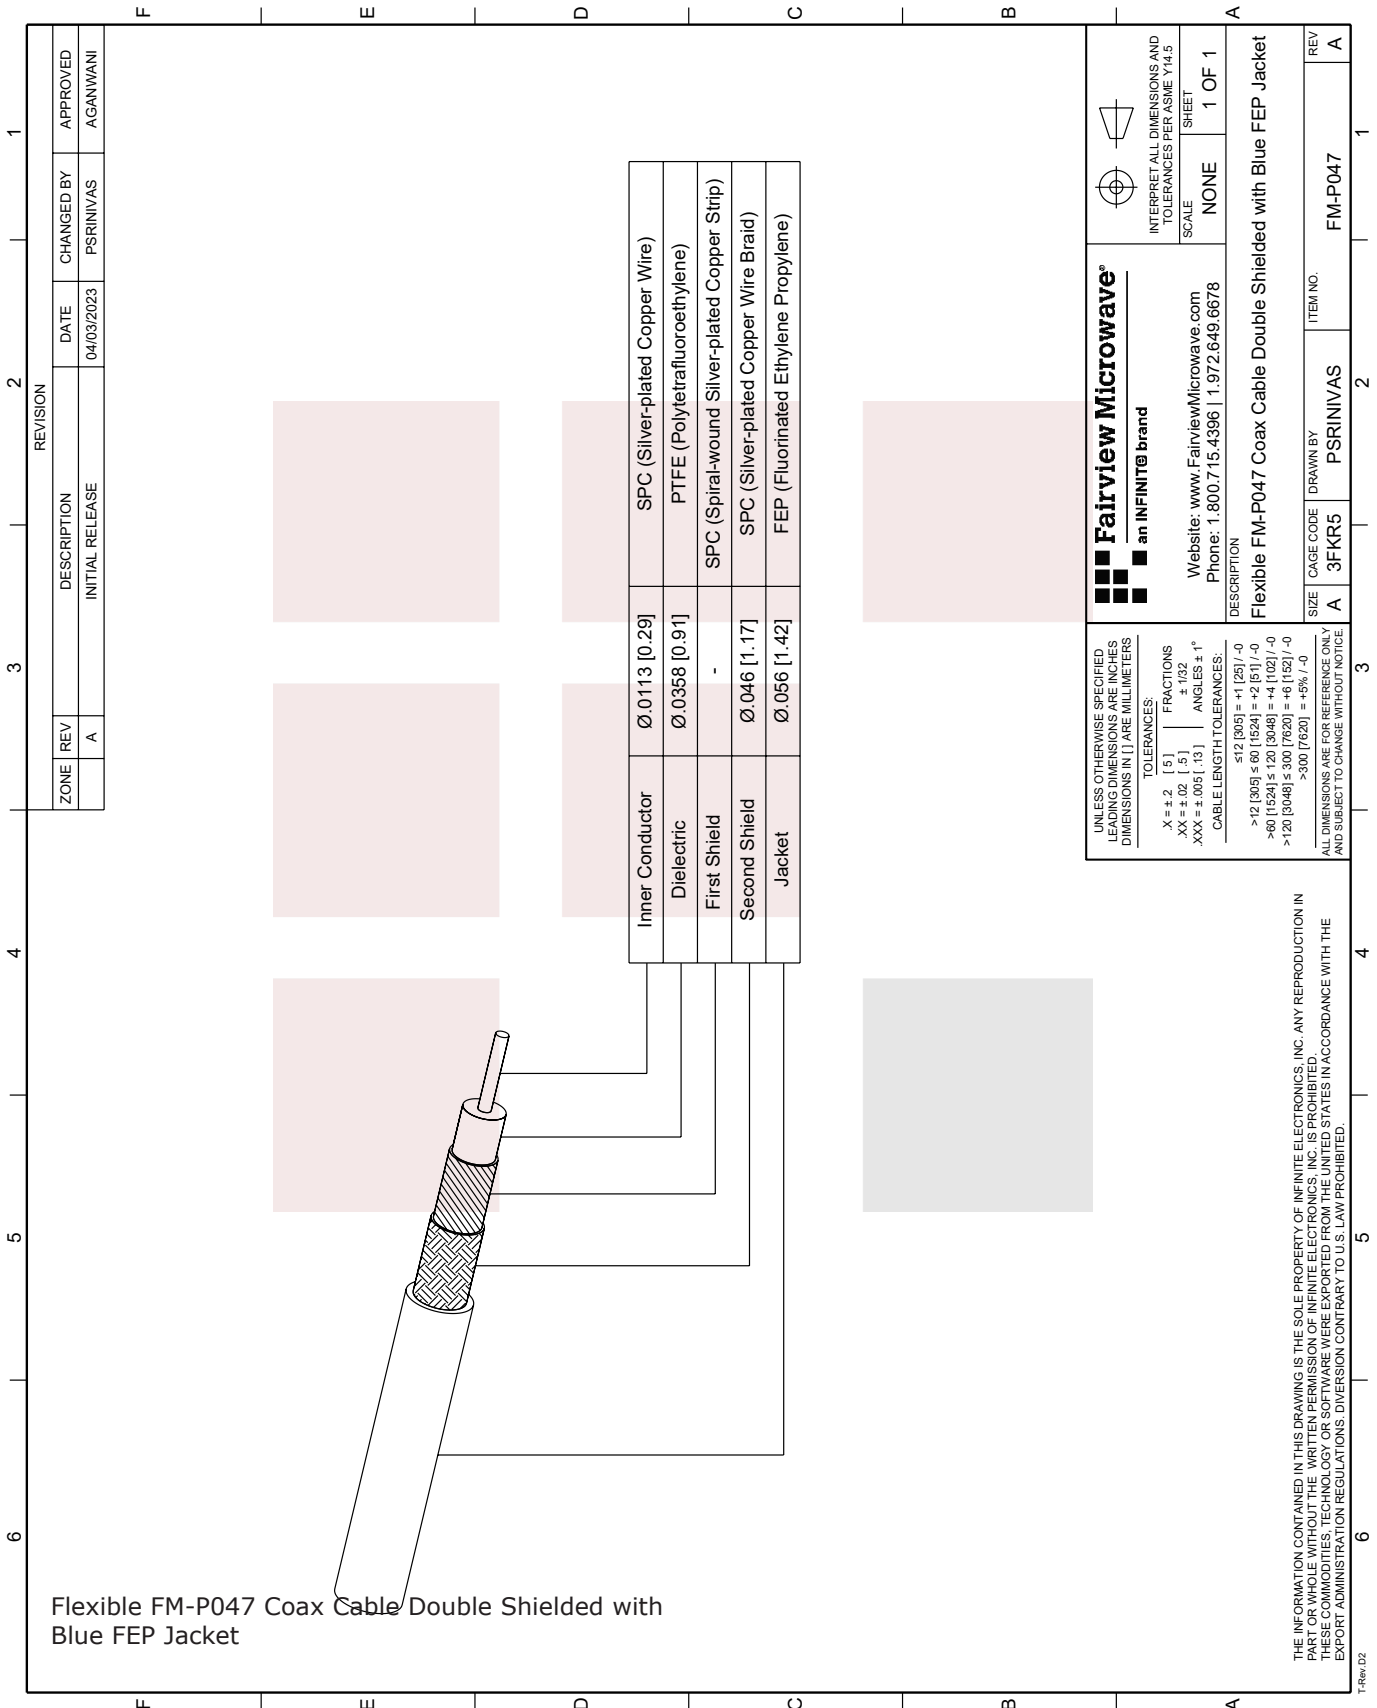 6
5
4
3
2
1
F
E
D
C
B
A
REVISION
ZONE REV DESCRIPTION DATE CHANGED BY APPROVED
A INITIAL RELEASE 04/03/2023 PSRINIVAS AGANWANI
Inner Conductor Ø.0113 [0.29] SPC (Silver-plated Copper Wire)
Dielectric Ø.0358 [0.91] PTFE (Polytetrafluoroethylene)
First Shield - SPC (Spiral-wound Silver-plated Copper Strip)
Second Shield Ø.046 [1.17] SPC (Silver-plated Copper Wire Braid)
Jacket Ø.056 [1.42] FEP (Fluorinated Ethylene Propylene)
UNLESS OTHERWISE SPECIFIED
LEADING DIMENSIONS ARE INCHES
DIMENSIONS IN [ ] ARE MILLIMETERS
TOLERANCES:
.X = ± .2 [ 5 ] FRACTIONS
.XX = ± .02 [ .5 ] ± 1/32
.XXX = ± .005 [ .13 ] ANGLES ± 1°
CABLE LENGTH TOLERANCES:
≤12 [305] = +1 [25] / -0
>12 [305] ≤ 60 [1524] = +2 [51] / -0
>60 [1524] ≤ 120 [3048] = +4 [102] / -0
>120 [3048] ≤ 300 [7620] = +6 [152] / -0
>300 [7620] = +5% / -0
ALL DIMENSIONS ARE FOR REFERENCE ONLY
AND SUBJECT TO CHANGE WITHOUT NOTICE.
Fairview Microwave®
an INFINITE brand
Website: www.FairviewMicrowave.com
Phone: 1.800.715.4396 | 1.972.649.6678
INTERPRET ALL DIMENSIONS AND
TOLERANCES PER ASME Y14.5
SCALE SHEET
NONE 1 OF 1
DESCRIPTION
Flexible FM-P047 Coax Cable Double Shielded with Blue FEP Jacket
SIZE CAGE CODE DRAWN BY ITEM NO. REV
A 3FKR5 PSRINIVAS FM-P047 A
THE INFORMATION CONTAINED IN THIS DRAWING IS THE SOLE PROPERTY OF INFINITE ELECTRONICS, INC. ANY REPRODUCTION IN
PART OR WHOLE WITHOUT THE WRITTEN PERMISSION OF INFINITE ELECTRONICS, INC. IS PROHIBITED.
THESE COMMODITIES, TECHNOLOGY OR SOFTWARE WERE EXPORTED FROM THE UNITED STATES IN ACCORDANCE WITH THE
EXPORT ADMINISTRATION REGULATIONS. DIVERSION CONTRARY TO U.S. LAW PROHIBITED.
6
5
4
3
2
1
F
E
D
C
B
A
T-Rev.D2
Flexible FM-P047 Coax Cable Double Shielded with
Blue FEP Jacket